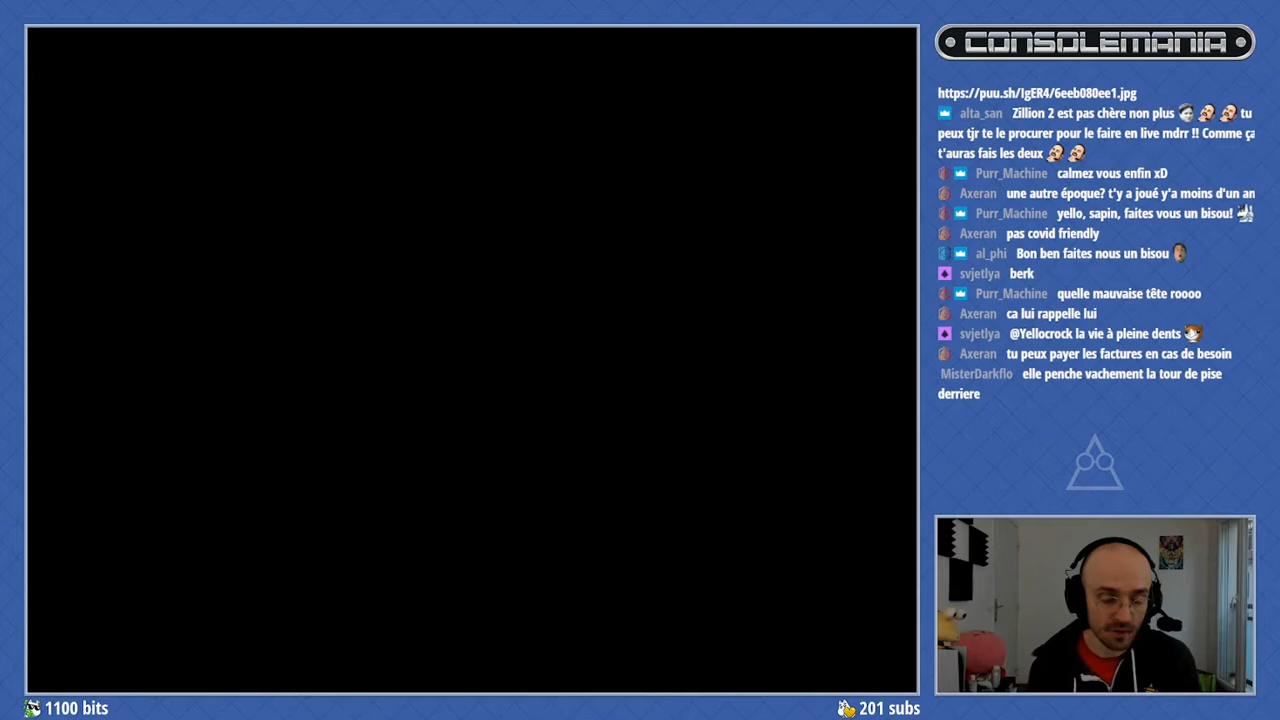 CONSOLEMANIA
https://puu.sh/IgER4/6eeb080ee1.jpg
alta_san Zillion 2 est pas chère non plus tu
peux tjr te le procurer pour le faire en live mdrr !! Comme ça
t'auras fais les deux
Purr_Machine calmez vous enfin xD
Axeran une autre époque? t'y a joué y'a moins d'un an
Purr_Machine yello, sapin, faites vous un bisou!
Axeran pas covid friendly
al_phi Bon ben faites nous un bisou
svjetlya berk
Purr_Machine quelle mauvaise tête roooo
Axeran ca lui rappelle lui
svjetlya @Yellocrock la vie à pleine dents
Axeran tu peux payer les factures en cas de besoin
MisterDarkflo elle penche vachement la tour de pise
derriere
1100 bits
201 subs